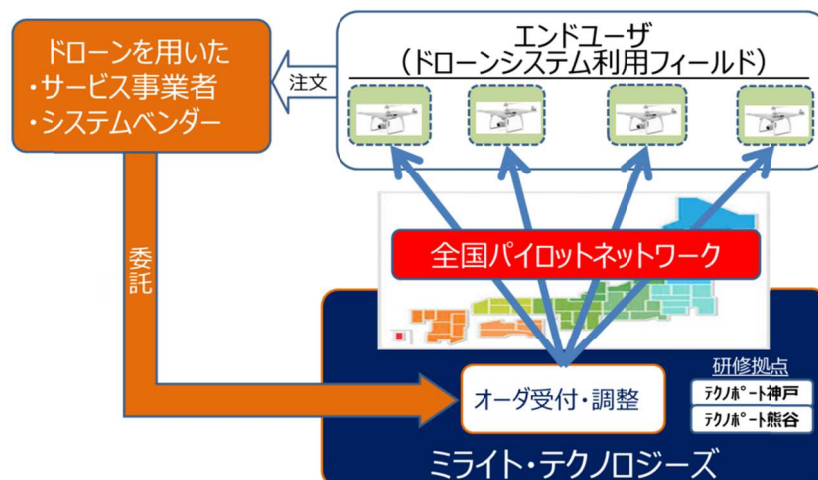 ドローンを用いた
・サービス事業者
・システムベンダー
注文
エンドユーザ
(ドローンシステム利用フィールド)
委託
全国パイロットネットワーク
オーダ受付・調整
研修拠点
ﾃｸﾉﾎﾟｰﾄ神戸
ﾃｸﾉﾎﾟｰﾄ熊谷
ミライト・テクノロジーズ